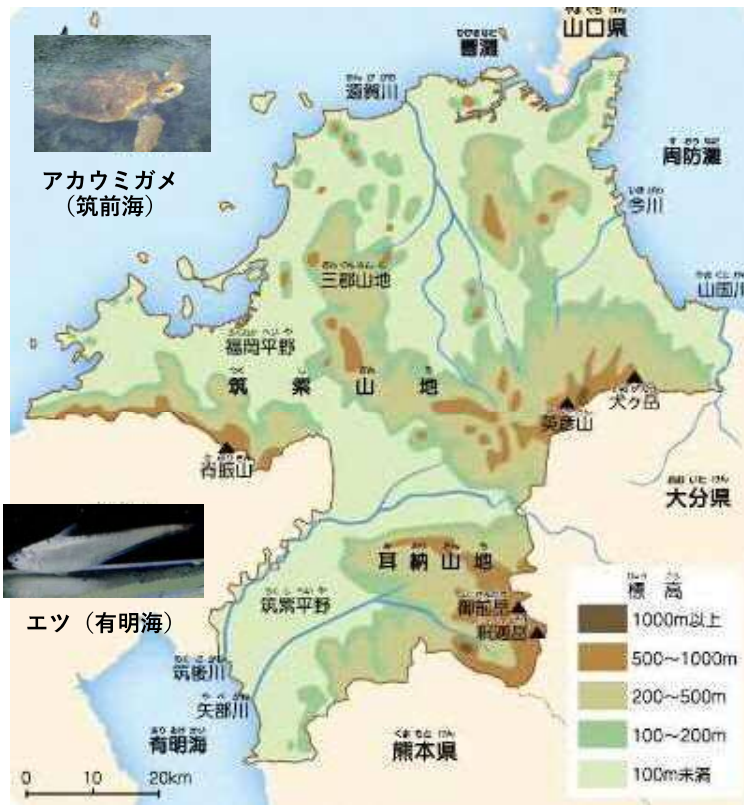 山口県
響灘
遠賀川
アカウミガメ
（筑前海）
周防灘
今川
山国川
三郡山地
福岡平野
筑紫山地
犬ヶ岳
英彦山
背振山
大分県
耳納山地
エツ（有明海）
筑紫平野
御前岳
釈迦岳
筑後川
矢部川
有明海
熊本県
標高
1000m以上
500〜1000m
200〜500m
100〜200m
100m未満
0 10 20km